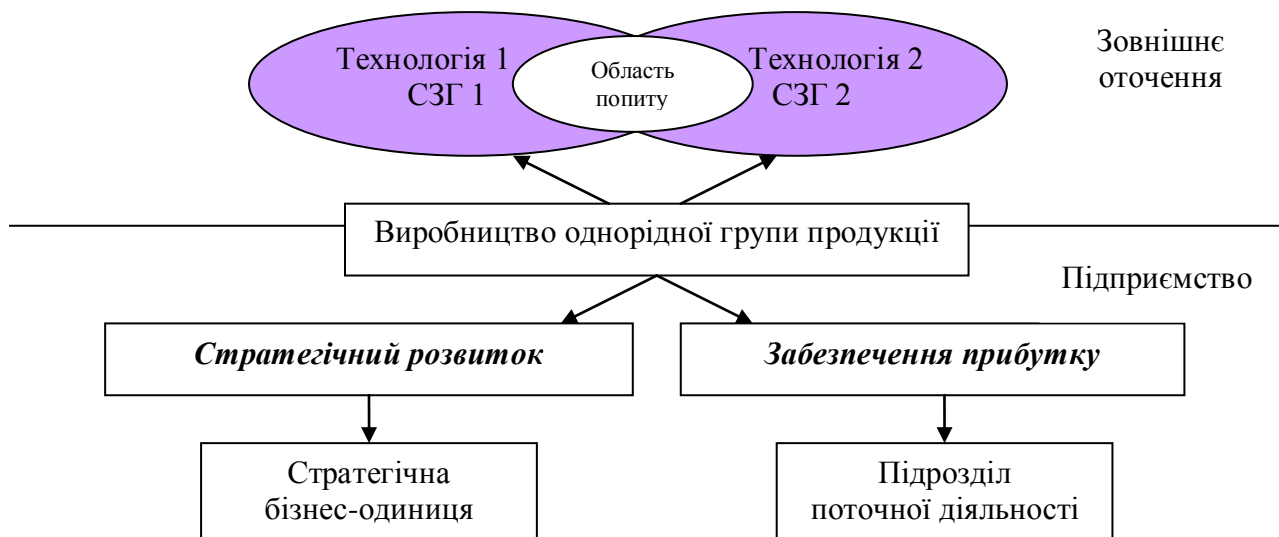 Технологія 1
СЗГ 1
Область
попиту
Технологія 2
СЗГ 2
Зовнішнє
оточення
Виробництво однорідної групи продукції
Підприємство
Стратегічний розвиток
Забезпечення прибутку
Стратегічна
бізнес-одиниця
Підрозділ
поточної діяльності